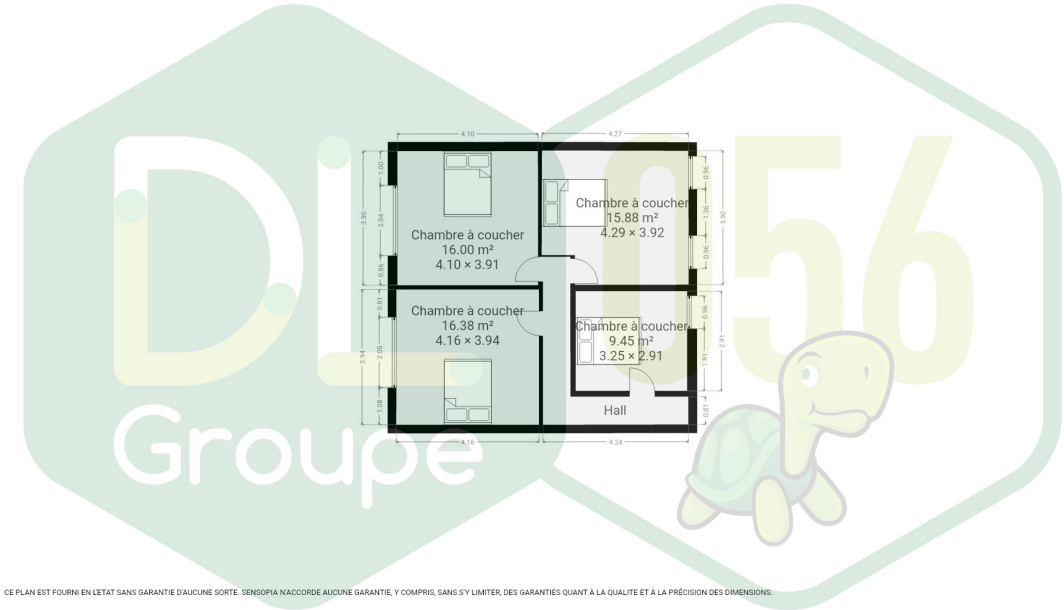 4.10
4.27
1.00
0.96
Chambre à coucher
15.88 m²
4.29 × 3.92
3.90
2.04
1.36
3.90
Chambre à coucher
16.00 m²
4.10 × 3.91
0.96
0.86
0.81
Chambre à coucher
16.38 m²
4.16 × 3.94
0.96
Chambre à coucher
9.45 m²
3.25 × 2.91
2.91
3.94
2.05
1.81
1.08
Hall
0.81
4.16
4.24
DL
Groupe
056
CE PLAN EST FOURNI EN L'ETAT SANS GARANTIE D'AUCUNE SORTE. SENSOPIA N'ACCORDE AUCUNE GARANTIE, Y COMPRIS, SANS S'Y LIMITER, DES GARANTIES QUANT À LA QUALITE ET À LA PRÉCISION DES DIMENSIONS.